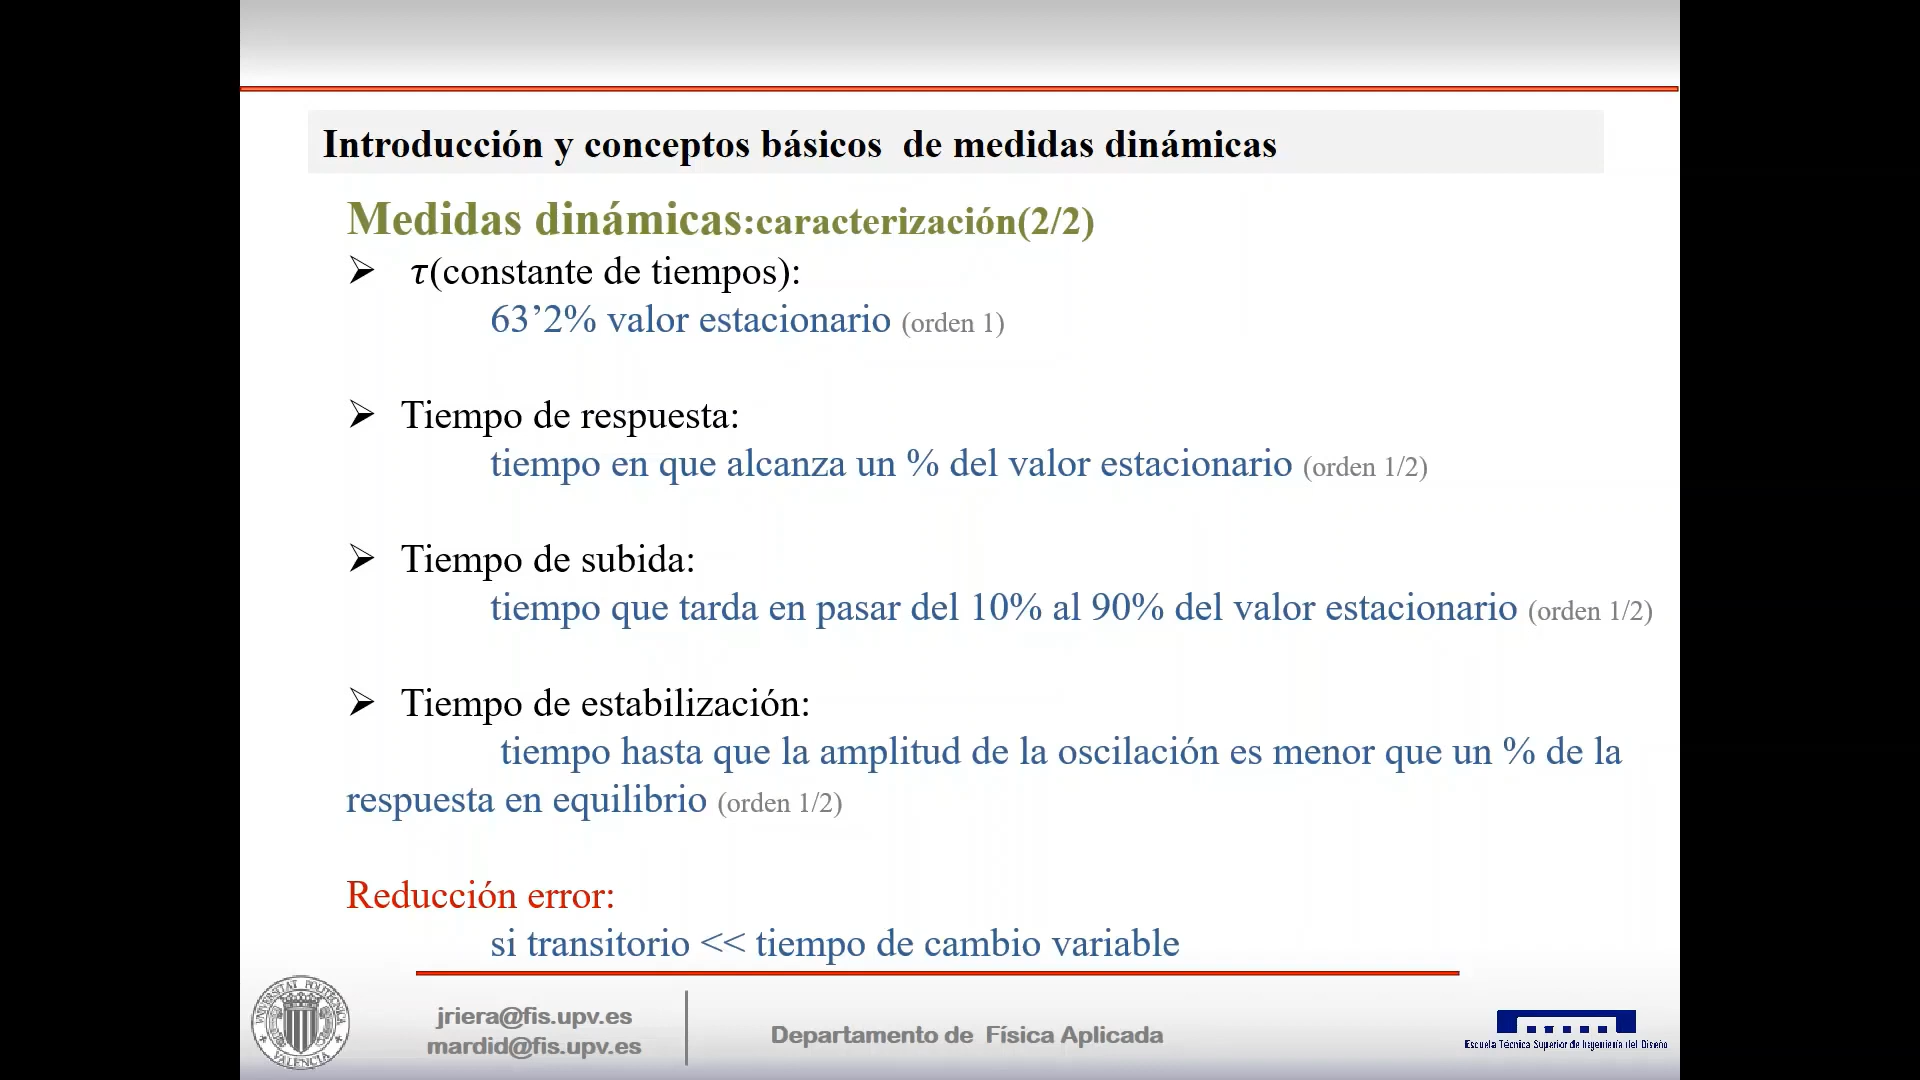 Introducción y conceptos básicos de medidas dinámicas
Medidas dinámicas:caracterización(2/2)
➢ τ(constante de tiempos):
63’2% valor estacionario (orden 1)
➢ Tiempo de respuesta:
tiempo en que alcanza un % del valor estacionario (orden 1/2)
➢ Tiempo de subida:
tiempo que tarda en pasar del 10% al 90% del valor estacionario (orden 1/2)
➢ Tiempo de estabilización:
tiempo hasta que la amplitud de la oscilación es menor que un % de la
respuesta en equilibrio (orden 1/2)
Reducción error:
si transitorio << tiempo de cambio variable
UNIVERSITAT POLITECNICA
VALENCIA
jriera@fis.upv.es
mardid@fis.upv.es
Departamento de Física Aplicada
Escuela Técnica Superior de Ingeniería del Diseño